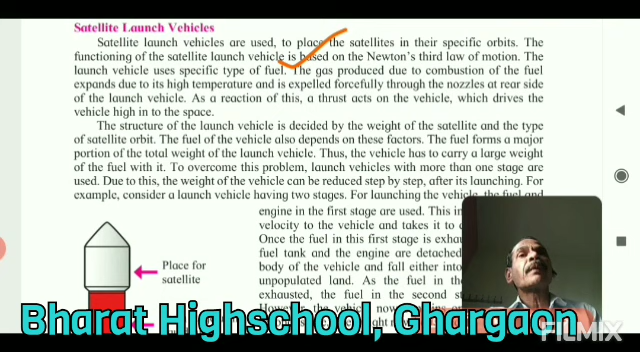 Satellite Launch Vehicles
Satellite launch vehicles are used, to place the satellites in their specific orbits. The
functioning of the satellite launch vehicle is based on the Newton's third law of motion. The
launch vehicle uses specific type of fuel. The gas produced due to combustion of the fuel
expands due to its high temperature and is expelled forcefully through the nozzles at rear side
of the launch vehicle. As a reaction of this, a thrust acts on the vehicle, which drives the
vehicle high in to the space.
The structure of the launch vehicle is decided by the weight of the satellite and the type
of satellite orbit. The fuel of the vehicle also depends on these factors. The fuel forms a major
portion of the total weight of the launch vehicle. Thus, the vehicle has to carry a large weight
of the fuel with it. To overcome this problem, launch vehicles with more than one stage are
used. Due to this, the weight of the vehicle can be reduced step by step, after its launching. For
example, consider a launch vehicle having two stages. For launching the vehicle, the fuel and
engine in the first stage are used. This
velocity to the vehicle and takes it to
Once the fuel in this first stage is
fuel tank and the engine are detached
body of the vehicle and fall either into
unpopulated land. As the fuel in the
exhausted, the fuel in the second
However, the vehicle
Place for
satellite
Bharat Highschool, Ghargaon
FILMIX